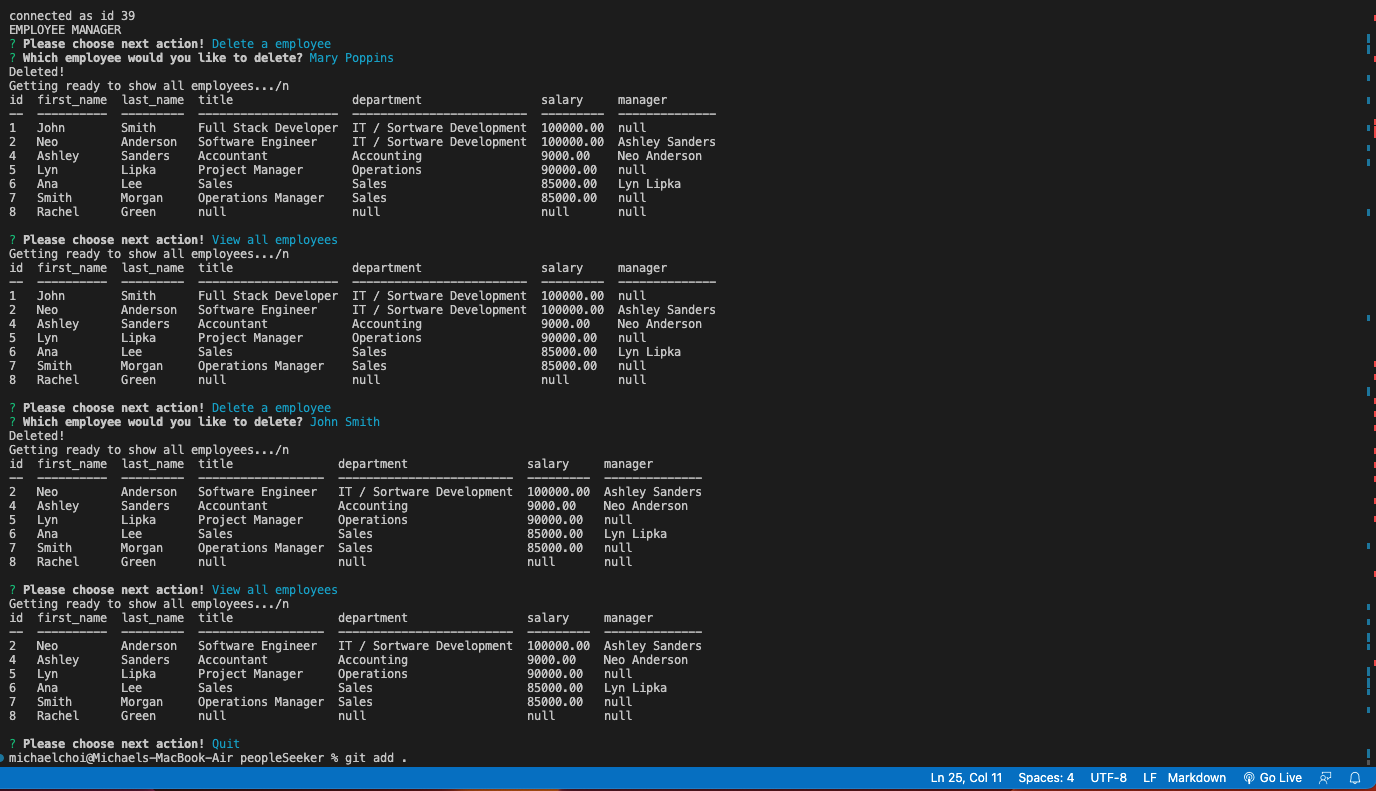 connected as id 39
EMPLOYEE MANAGER
? Please choose next action! Delete a employee
? Which employee would you like to delete? Mary Poppins
Deleted!
Getting ready to show all employees.../n
id  first_name  last_name  title                 department                 salary     manager
--  ----------  ---------  --------------------  -------------------------  ---------  --------------
1   John        Smith      Full Stack Developer  IT / Sortware Development  100000.00  null
2   Neo         Anderson   Software Engineer     IT / Sortware Development  100000.00  Ashley Sanders
4   Ashley      Sanders    Accountant            Accounting                 9000.00    Neo Anderson
5   Lyn         Lipka      Project Manager       Operations                 90000.00   null
6   Ana         Lee        Sales                 Sales                      85000.00   Lyn Lipka
7   Smith       Morgan     Operations Manager    Sales                      85000.00   null
8   Rachel      Green      null                  null                       null       null
? Please choose next action! View all employees
Getting ready to show all employees.../n
id  first_name  last_name  title                 department                 salary     manager
--  ----------  ---------  --------------------  -------------------------  ---------  --------------
1   John        Smith      Full Stack Developer  IT / Sortware Development  100000.00  null
2   Neo         Anderson   Software Engineer     IT / Sortware Development  100000.00  Ashley Sanders
4   Ashley      Sanders    Accountant            Accounting                 9000.00    Neo Anderson
5   Lyn         Lipka      Project Manager       Operations                 90000.00   null
6   Ana         Lee        Sales                 Sales                      85000.00   Lyn Lipka
7   Smith       Morgan     Operations Manager    Sales                      85000.00   null
8   Rachel      Green      null                  null                       null       null
? Please choose next action! Delete a employee
? Which employee would you like to delete? John Smith
Deleted!
Getting ready to show all employees.../n
id  first_name  last_name  title               department                 salary     manager
--  ----------  ---------  ------------------  -------------------------  ---------  --------------
2   Neo         Anderson   Software Engineer   IT / Sortware Development  100000.00  Ashley Sanders
4   Ashley      Sanders    Accountant          Accounting                 9000.00    Neo Anderson
5   Lyn         Lipka      Project Manager     Operations                 90000.00   null
6   Ana         Lee        Sales               Sales                      85000.00   Lyn Lipka
7   Smith       Morgan     Operations Manager  Sales                      85000.00   null
8   Rachel      Green      null                null                       null       null
? Please choose next action! View all employees
Getting ready to show all employees.../n
id  first_name  last_name  title               department                 salary     manager
--  ----------  ---------  ------------------  -------------------------  ---------  --------------
2   Neo         Anderson   Software Engineer   IT / Sortware Development  100000.00  Ashley Sanders
4   Ashley      Sanders    Accountant          Accounting                 9000.00    Neo Anderson
5   Lyn         Lipka      Project Manager     Operations                 90000.00   null
6   Ana         Lee        Sales               Sales                      85000.00   Lyn Lipka
7   Smith       Morgan     Operations Manager  Sales                      85000.00   null
8   Rachel      Green      null                null                       null       null
? Please choose next action! Quit
michaelchoi@Michaels-MacBook-Air peopleSeeker % git add .
Ln 25, Col 11  Spaces: 4  UTF-8  LF  Markdown  Go Live